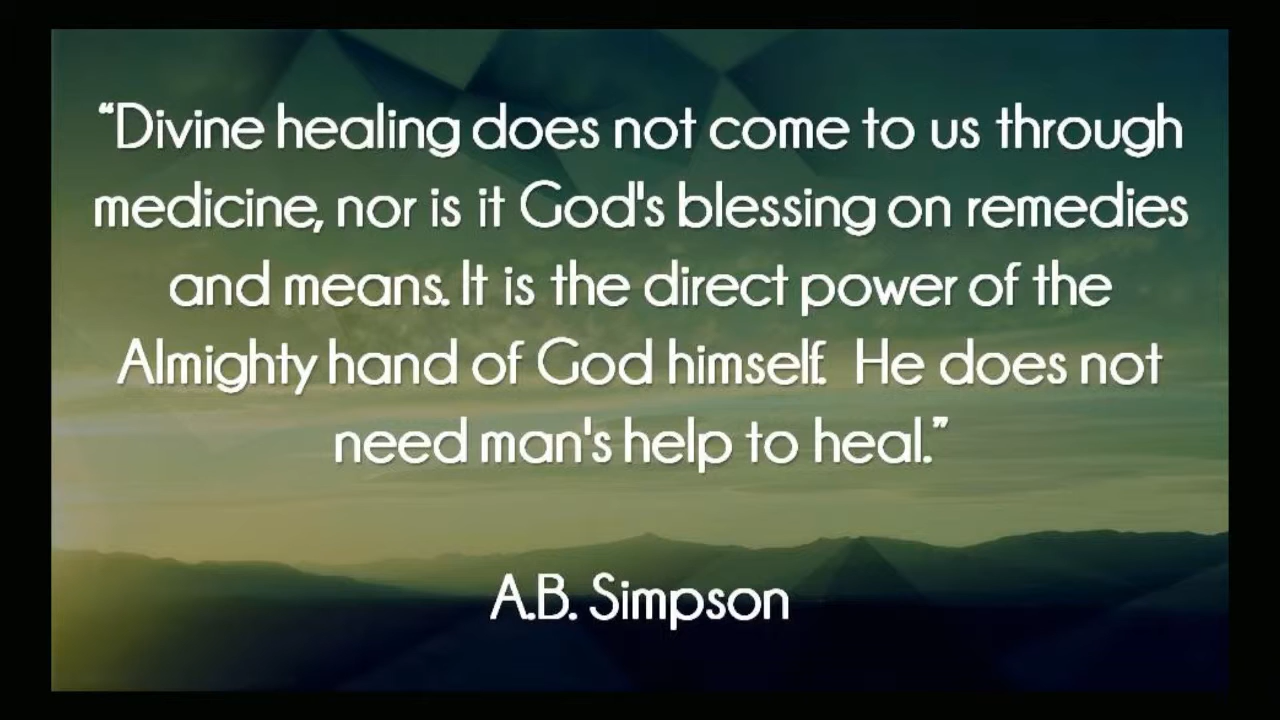 “Divine healing does not come to us through
medicine, nor is it God's blessing on remedies
and means. It is the direct power of the
Almighty hand of God himself. He does not
need man's help to heal.”
A.B. Simpson